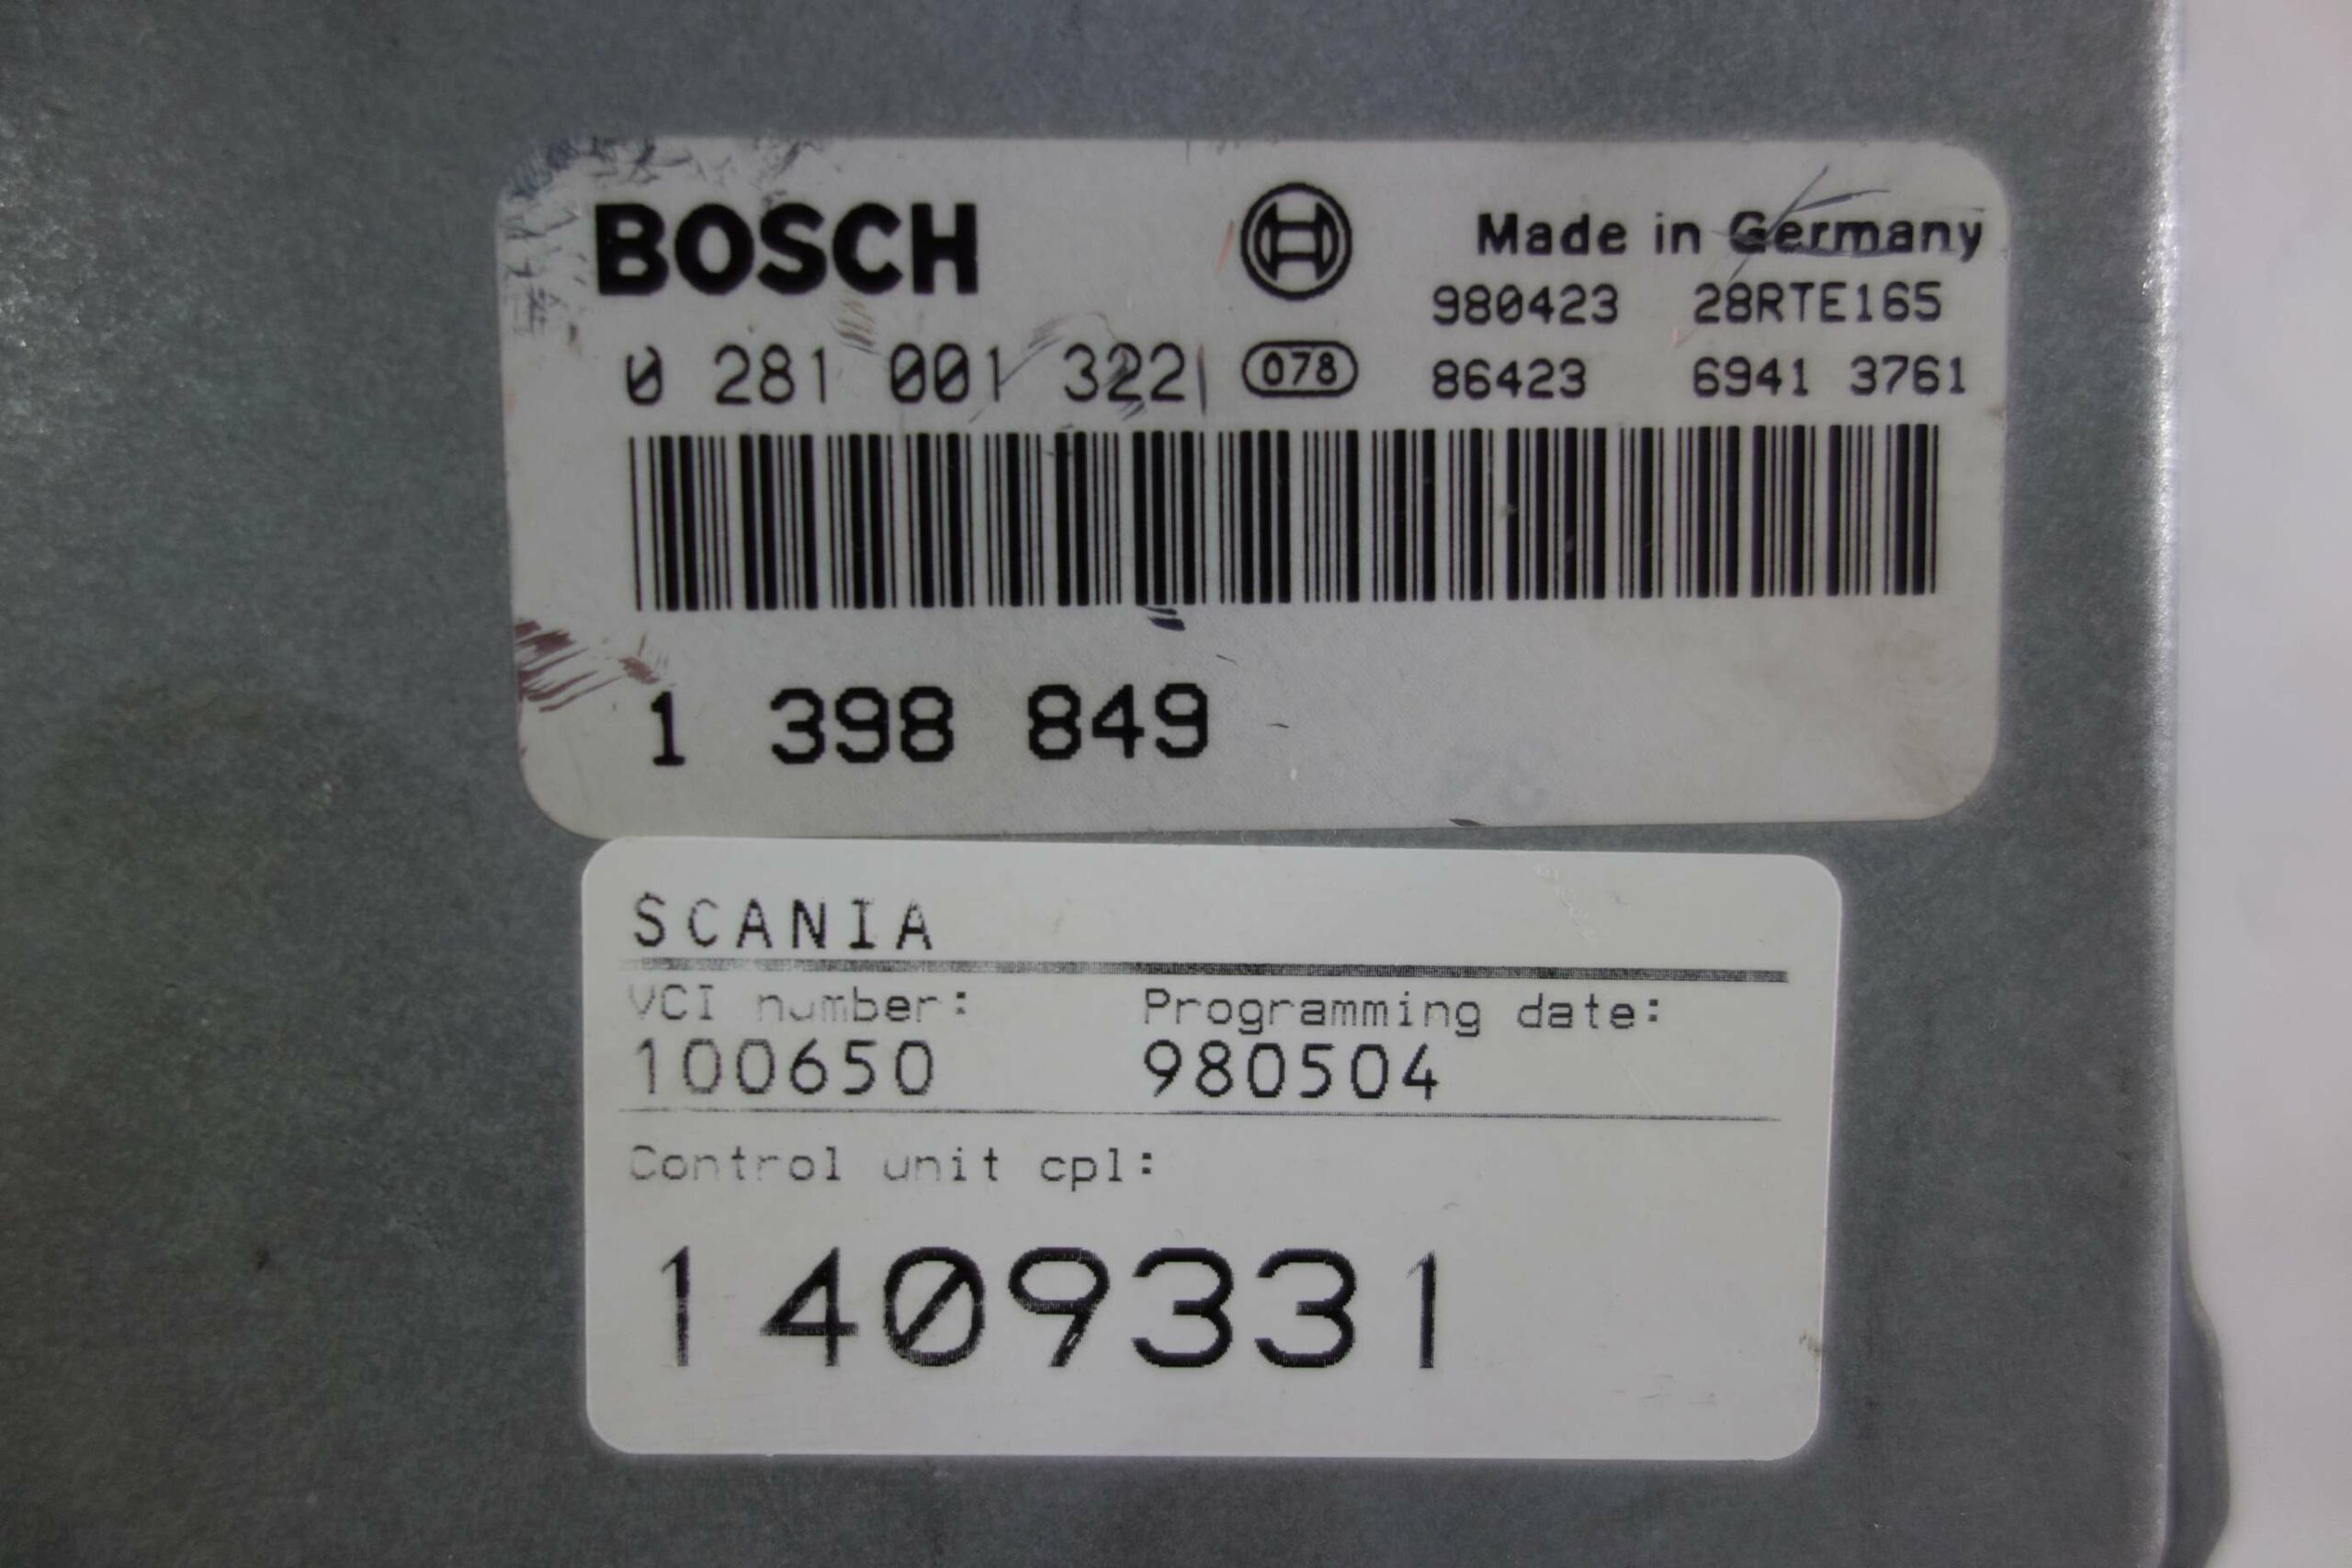 BOSCH
Made in Germany
980423 28RTE165
0 281 001 322 078 86423 6941 3761
1 398 849
SCANIA
VCI number: Programming date:
100650 980504
Control unit cpl:
1409331